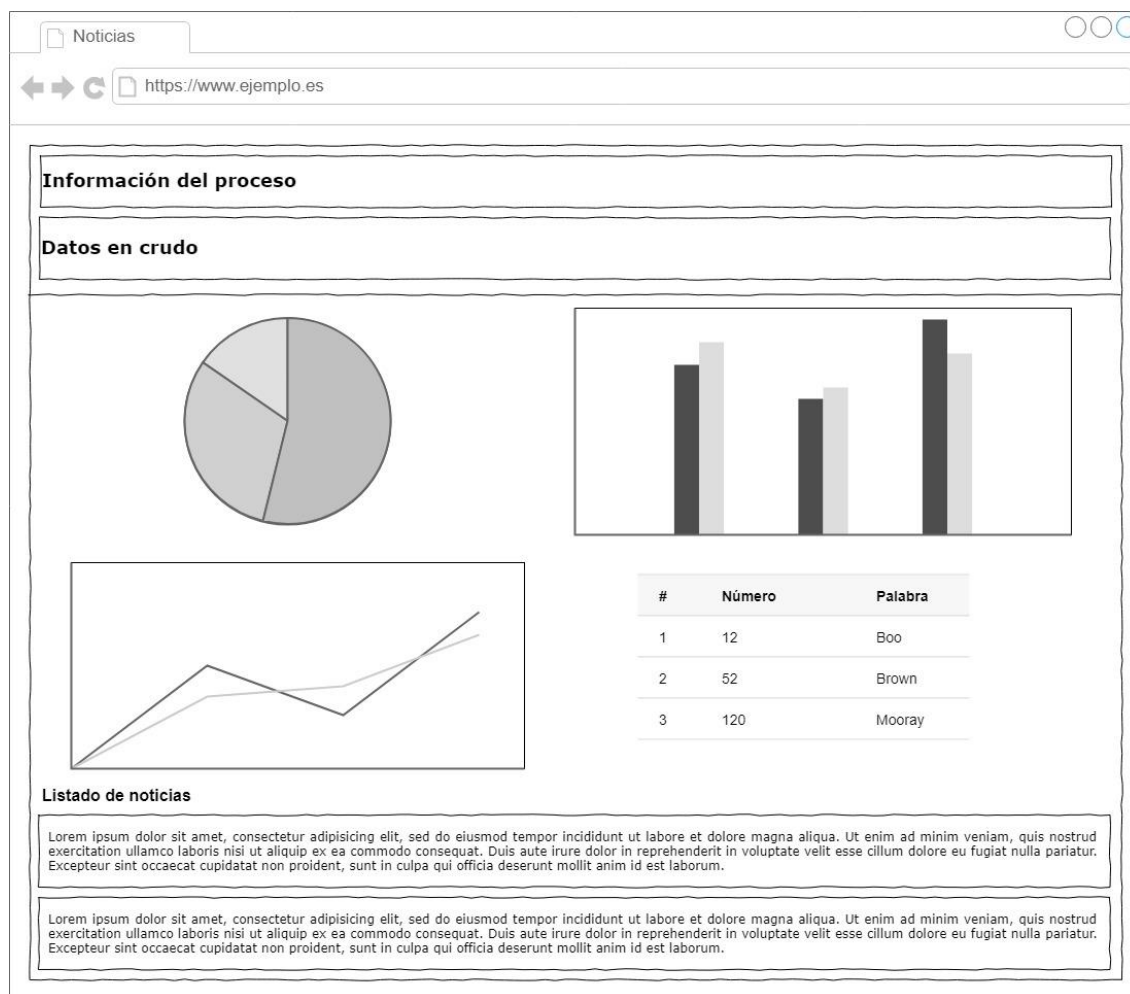 Noticias
https://www.ejemplo.es
Información del proceso
Datos en crudo
# Número Palabra
1 12 Boo
2 52 Brown
3 120 Mooray
Listado de noticias
Lorem ipsum dolor sit amet, consectetur adipisicing elit, sed do eiusmod tempor incididunt ut labore et dolore magna aliqua. Ut enim ad minim veniam, quis nostrud
exercitation ullamco laboris nisi ut aliquip ex ea commodo consequat. Duis aute irure dolor in reprehenderit in voluptate velit esse cillum dolore eu fugiat nulla pariatur.
Excepteur sint occaecat cupidatat non proident, sunt in culpa qui officia deserunt mollit anim id est laborum.
Lorem ipsum dolor sit amet, consectetur adipisicing elit, sed do eiusmod tempor incididunt ut labore et dolore magna aliqua. Ut enim ad minim veniam, quis nostrud
exercitation ullamco laboris nisi ut aliquip ex ea commodo consequat. Duis aute irure dolor in reprehenderit in voluptate velit esse cillum dolore eu fugiat nulla pariatur.
Excepteur sint occaecat cupidatat non proident, sunt in culpa qui officia deserunt mollit anim id est laborum.